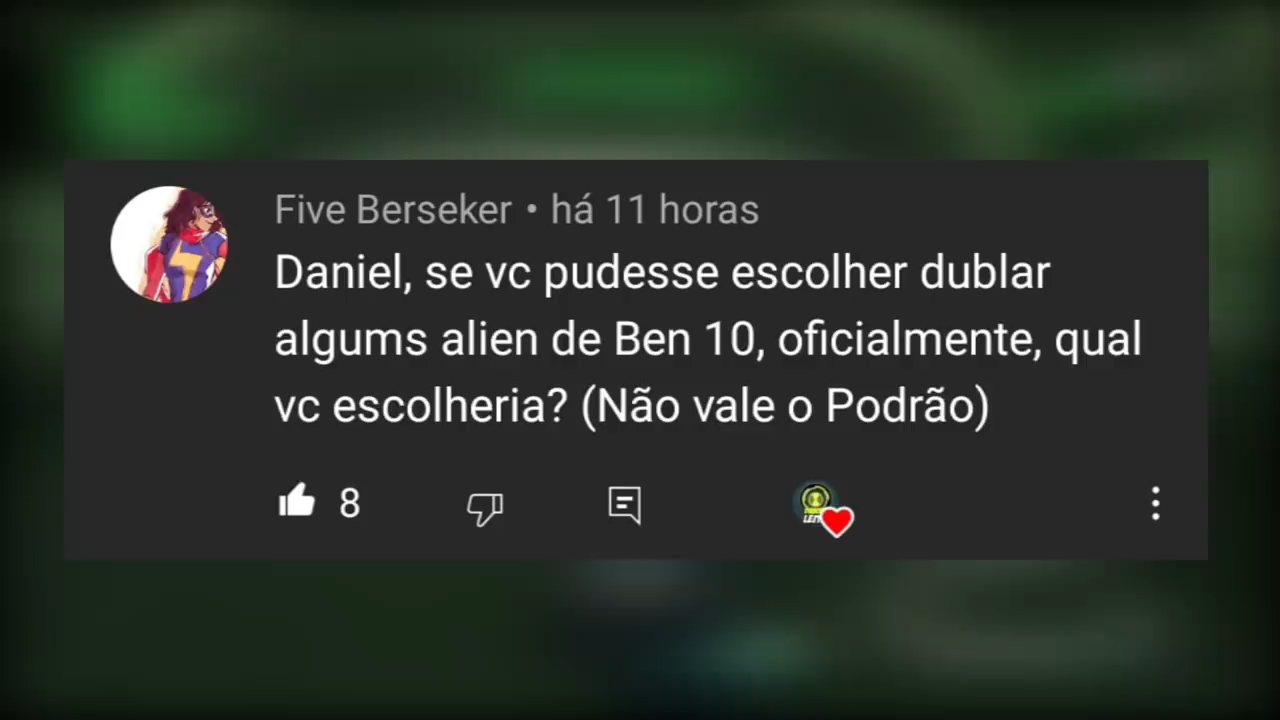 Five Berseker • há 11 horas
Daniel, se vc pudesse escolher dublar
algums alien de Ben 10, oficialmente, qual
vc escolheria? (Não vale o Podrão)
8